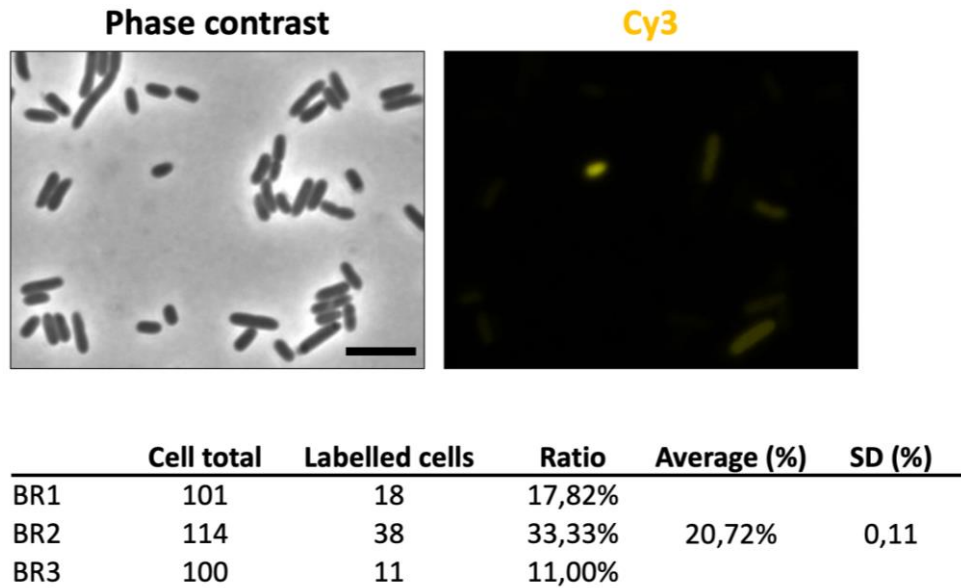 Phase contrast Cy3
Cell total Labelled cells Ratio Average (%) SD (%)
BR1 101 18 17,82%
BR2 114 38 33,33% 20,72% 0,11
BR3 100 11 11,00%